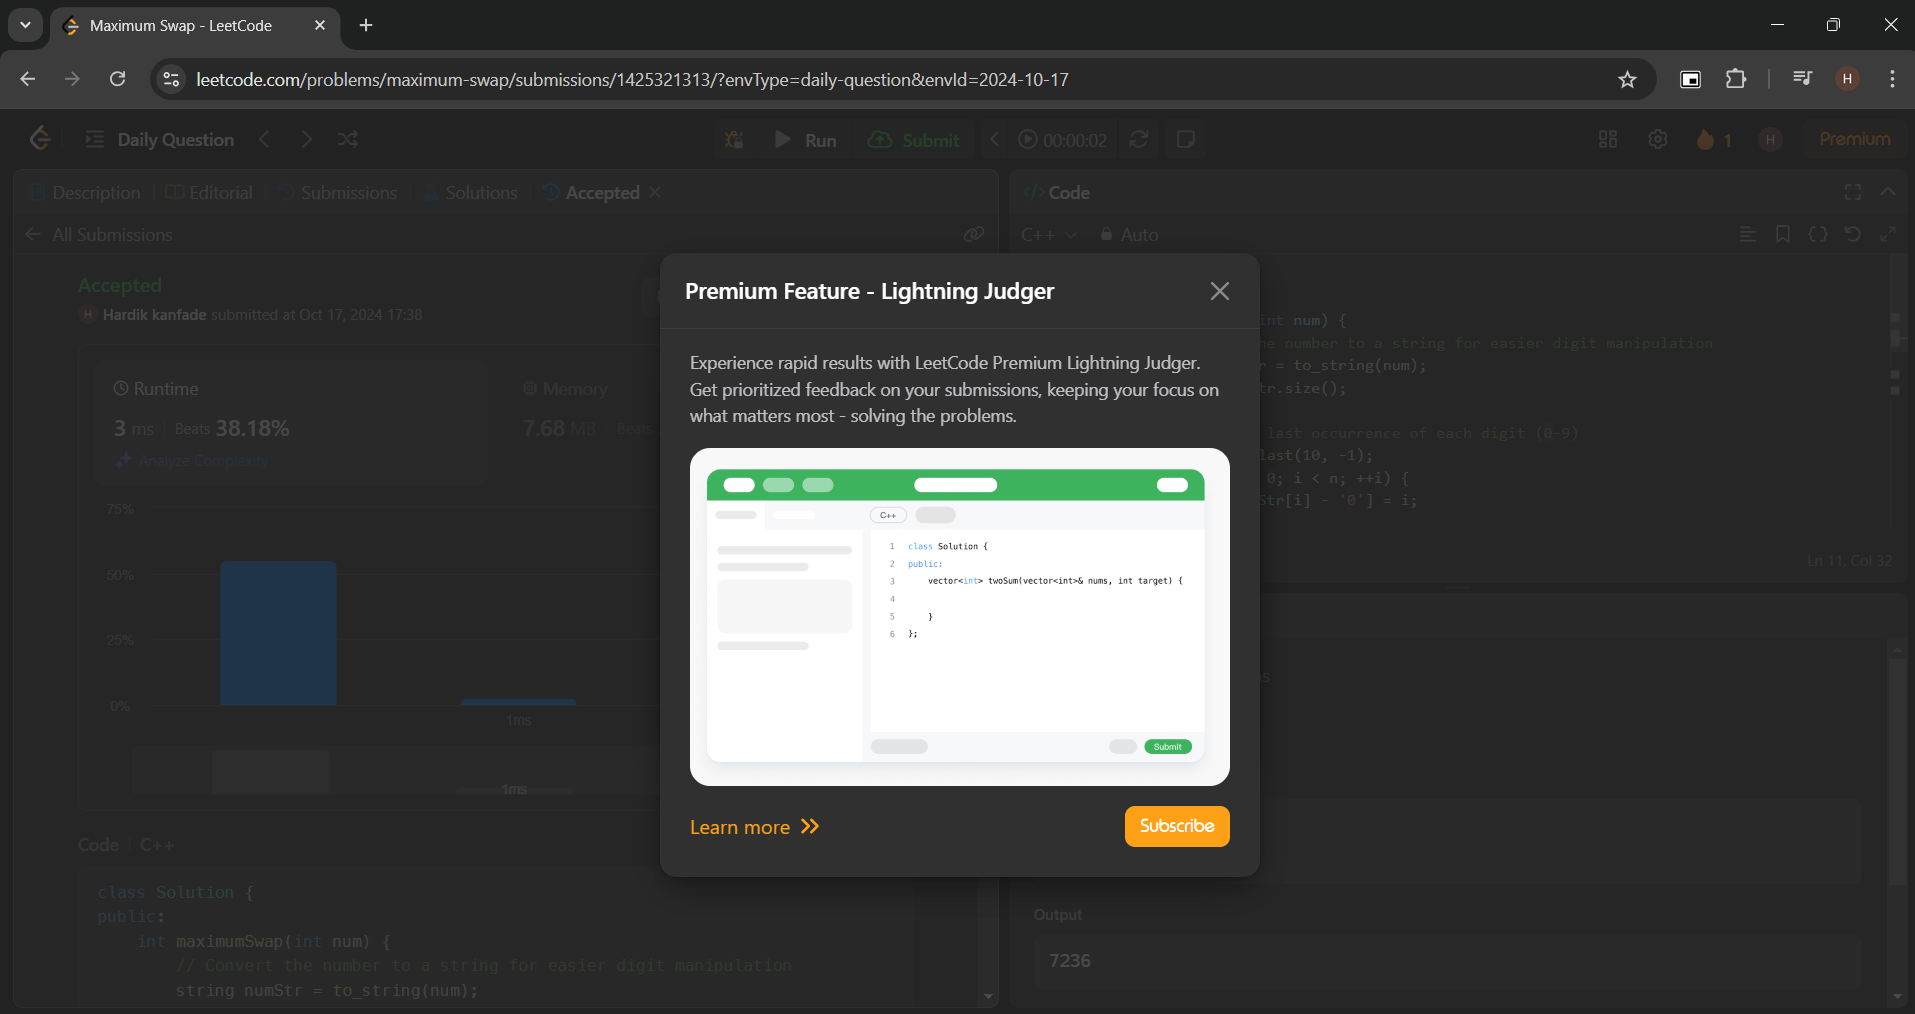 Maximum Swap - LeetCode
leetcode.com/problems/maximum-swap/submissions/1425321313/?envType=daily-question&envId=2024-10-17
H
Daily Question
Run
Submit
00:00:02
1
H
Premium
Description
Editorial
Submissions
Solutions
Accepted
All Submissions
Accepted
H Hardik kanfade submitted at Oct 17, 2024 17:38
Runtime
3 ms Beats 38.18%
Analyze Complexity
Memory
7.68 MB Beats
75%
50%
25%
0%
1ms
1ms
Code C++
class Solution {
public:
int maximumSwap(int num) {
// Convert the number to a string for easier digit manipulation
string numStr = to_string(num);
Premium Feature - Lightning Judger
Experience rapid results with LeetCode Premium Lightning Judger.
Get prioritized feedback on your submissions, keeping your focus on
what matters most - solving the problems.
C++
1 class Solution {
2 public:
3 vector<int> twoSum(vector<int>& nums, int target) {
4
5 }
6 };
Submit
Learn more
Subscribe
</>Code
C++ Auto
int num) {
he number to a string for easier digit manipulation
r = to_string(num);
tr.size();
last occurrence of each digit (0-9)
last(10, -1);
0; i < n; ++i) {
Str[i] - '0'] = i;
Ln 11, Col 32
Output
7236